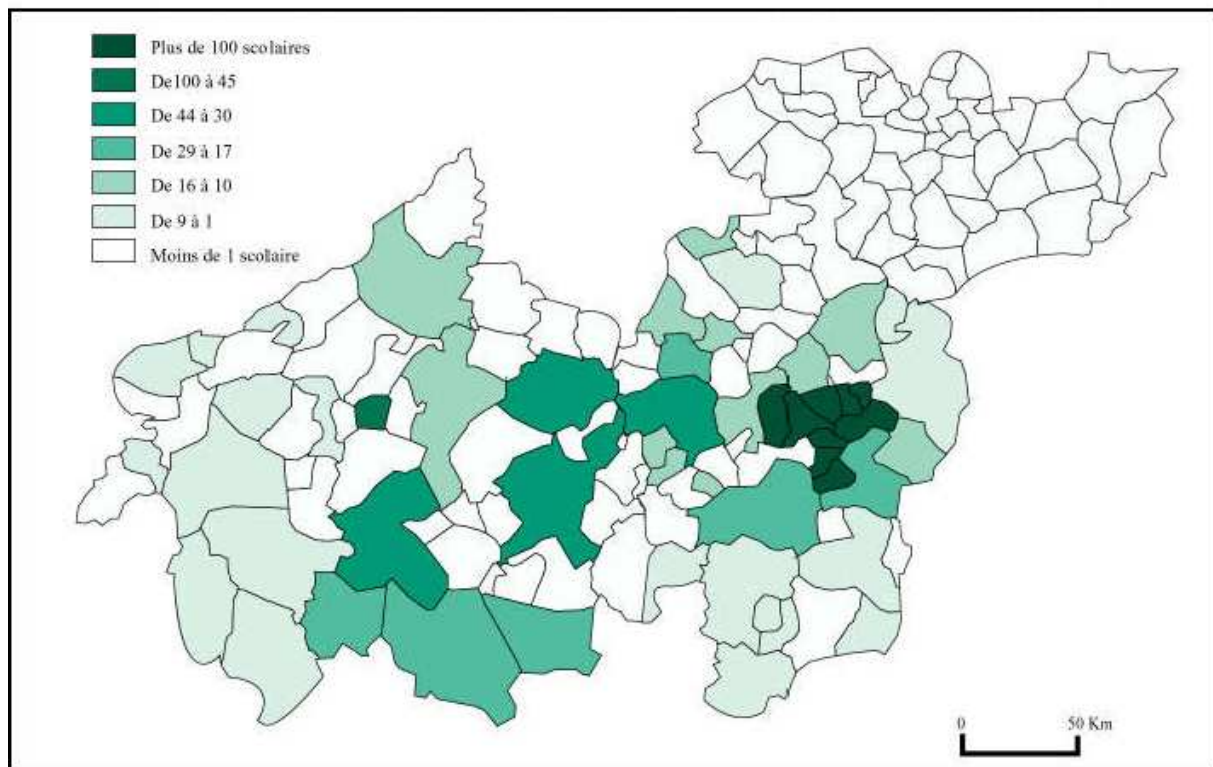 Plus de 100 scolaires
De100 à 45
De 44 à 30
De 29 à 17
De 16 à 10
De 9 à 1
Moins de 1 scolaire
0 50 Km